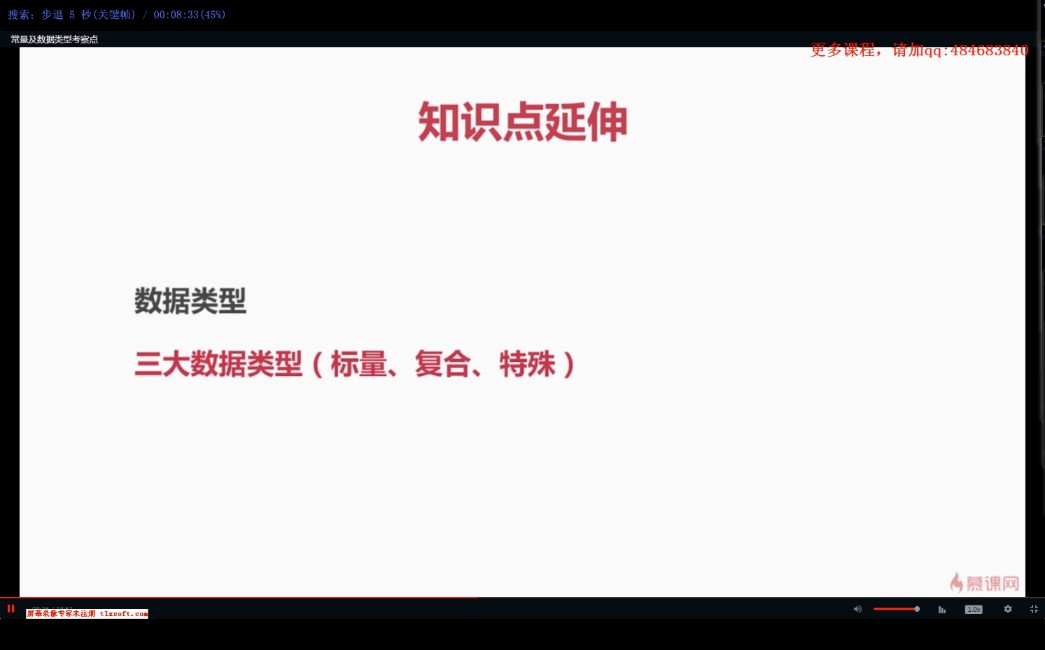 搜索: 步退 5 秒(关键帧) / 00:08:33(45%)
常量及数据类型考察点
更多课程，请加qq:484683840
知识点延伸
数据类型
三大数据类型（标量、复合、特殊）
慕课网
屏幕录像专家未注册 tlxsoft.com
1.0x